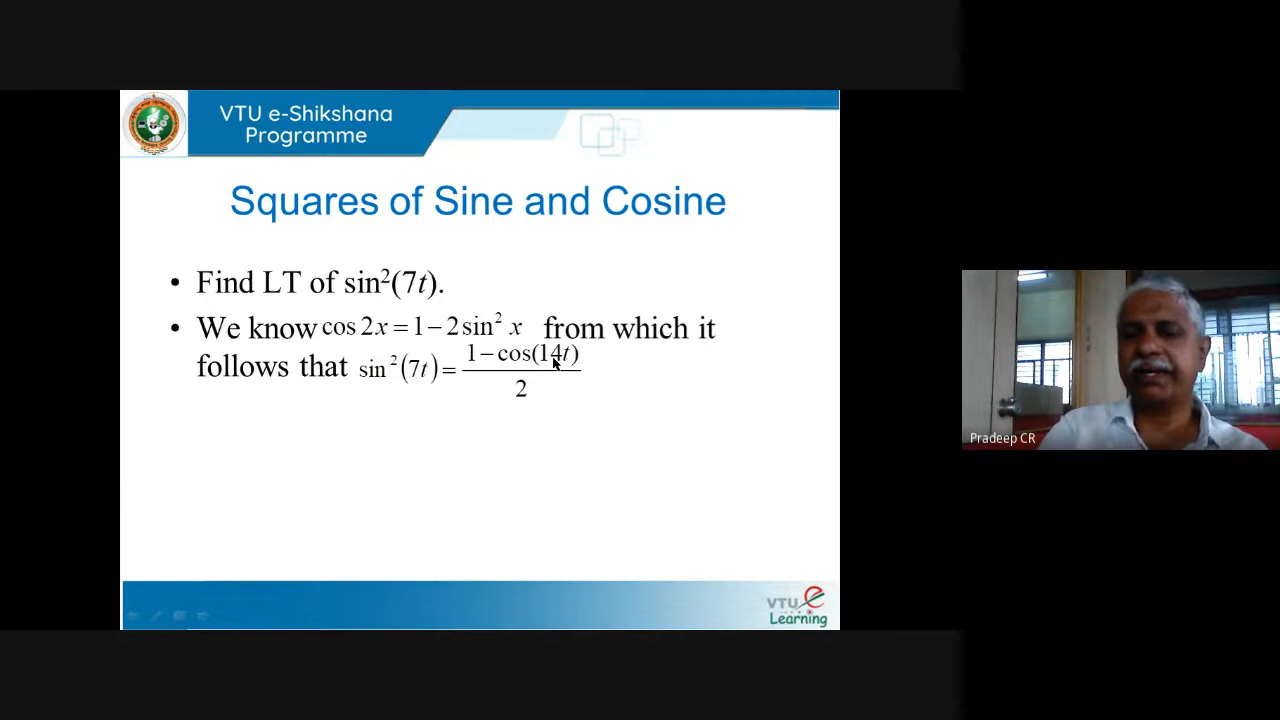 VTU e-Shikshana
Programme
Squares of Sine and Cosine
• Find LT of sin²(7t).
• We know cos 2x = 1 − 2 sin² x from which it
follows that sin²(7t) = (1 − cos(14t))/2
Pradeep CR
VTU e
Learning